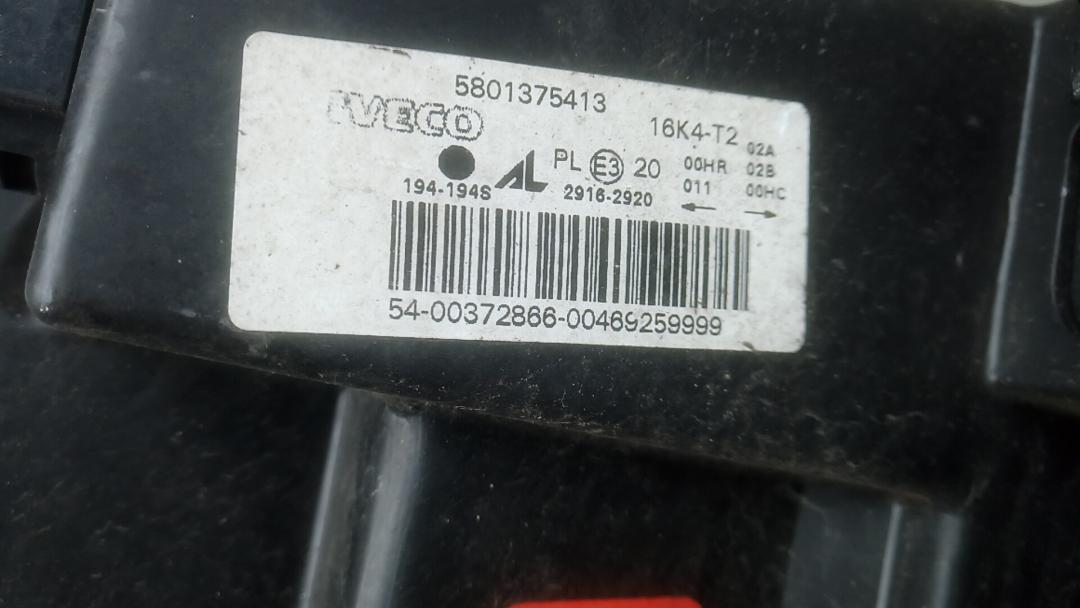 5801375413
IVECO
16K4-T2
02A
PL E3 20 00HR 02B
194-194S AL 2916-2920 011 00HC
← →
54-00372866-00469259999